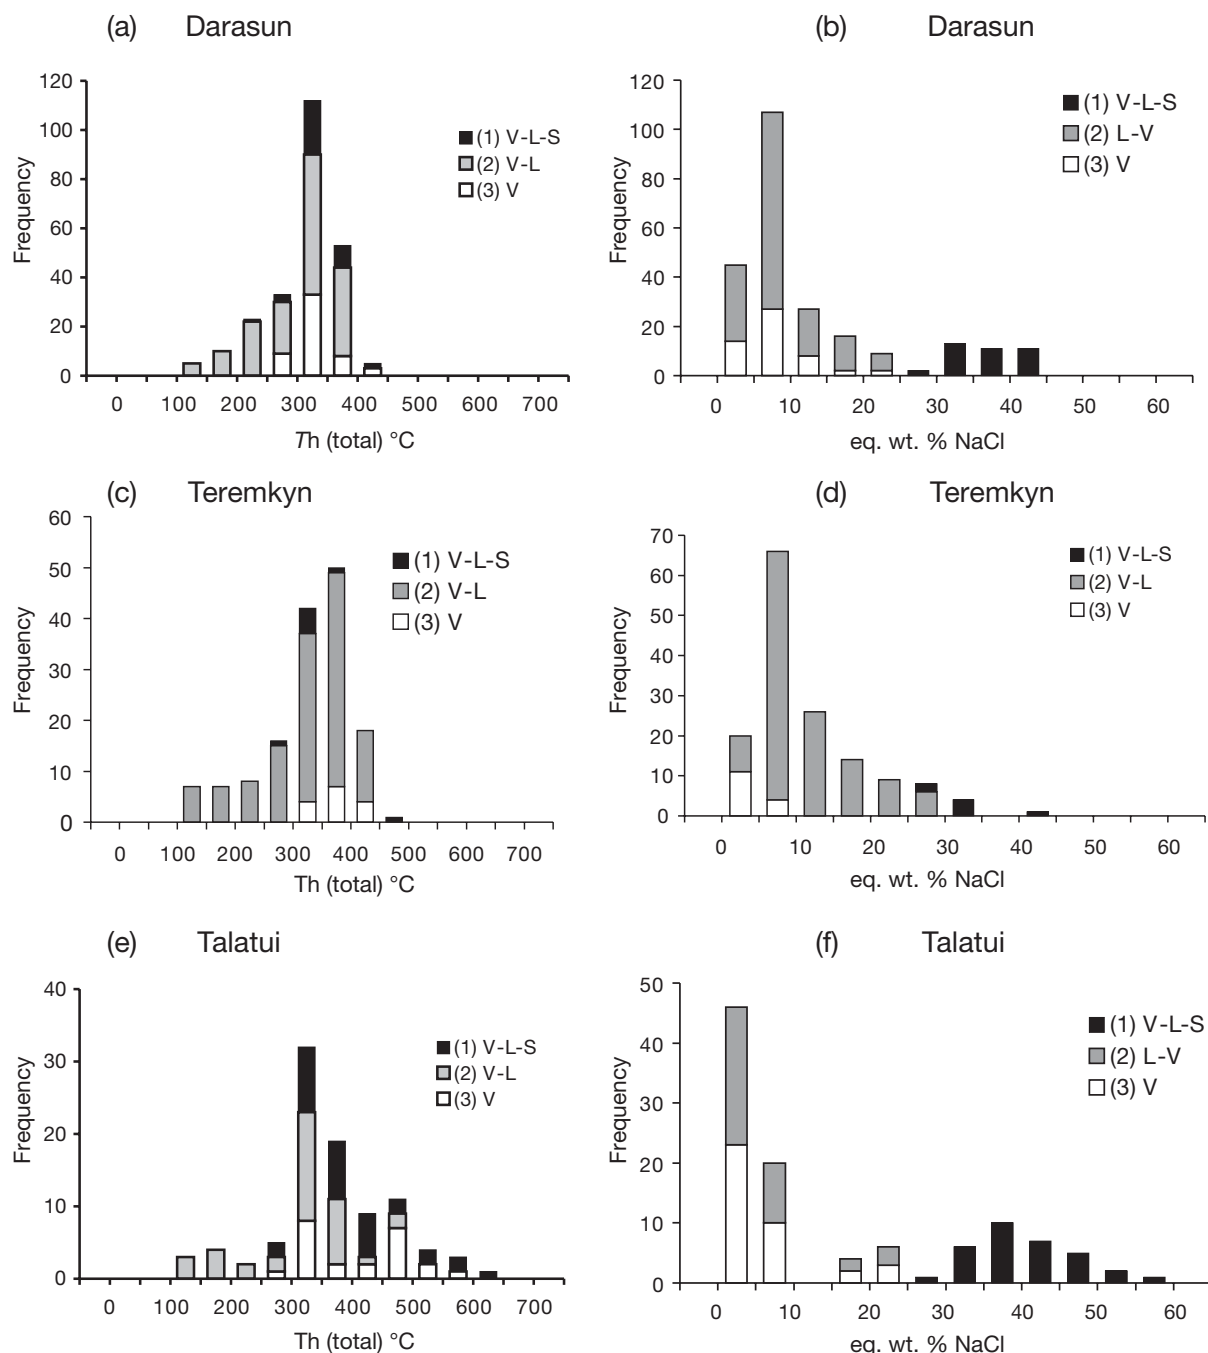 (a) Darasun
120
100
80
60
40
20
0
Frequency
(1) V-L-S
(2) V-L
(3) V
0 100 200 300 400 500 600 700
Th (total) °C
(b) Darasun
120
100
80
60
40
20
0
Frequency
(1) V-L-S
(2) L-V
(3) V
0 10 20 30 40 50 60
eq. wt. % NaCl
(c) Teremkyn
60
50
40
30
20
10
0
Frequency
(1) V-L-S
(2) V-L
(3) V
0 100 200 300 400 500 600 700
Th (total) °C
(d) Teremkyn
70
60
50
40
30
20
10
0
Frequency
(1) V-L-S
(2) V-L
(3) V
0 10 20 30 40 50 60
eq. wt. % NaCl
(e) Talatui
40
30
20
10
0
Frequency
(1) V-L-S
(2) V-L
(3) V
0 100 200 300 400 500 600 700
Th (total) °C
(f) Talatui
50
40
30
20
10
0
Frequency
(1) V-L-S
(2) L-V
(3) V
0 10 20 30 40 50 60
eq. wt. % NaCl